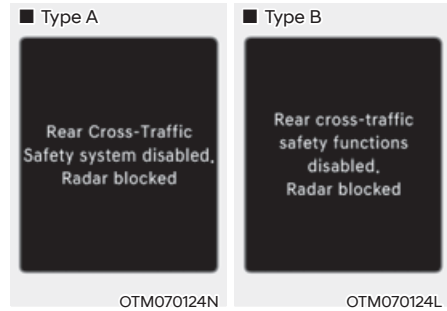 ■ Type A
Rear Cross-Traffic
Safety system disabled.
Radar blocked
OTM070124N
■ Type B
Rear cross-traffic
safety functions
disabled.
Radar blocked
OTM070124L